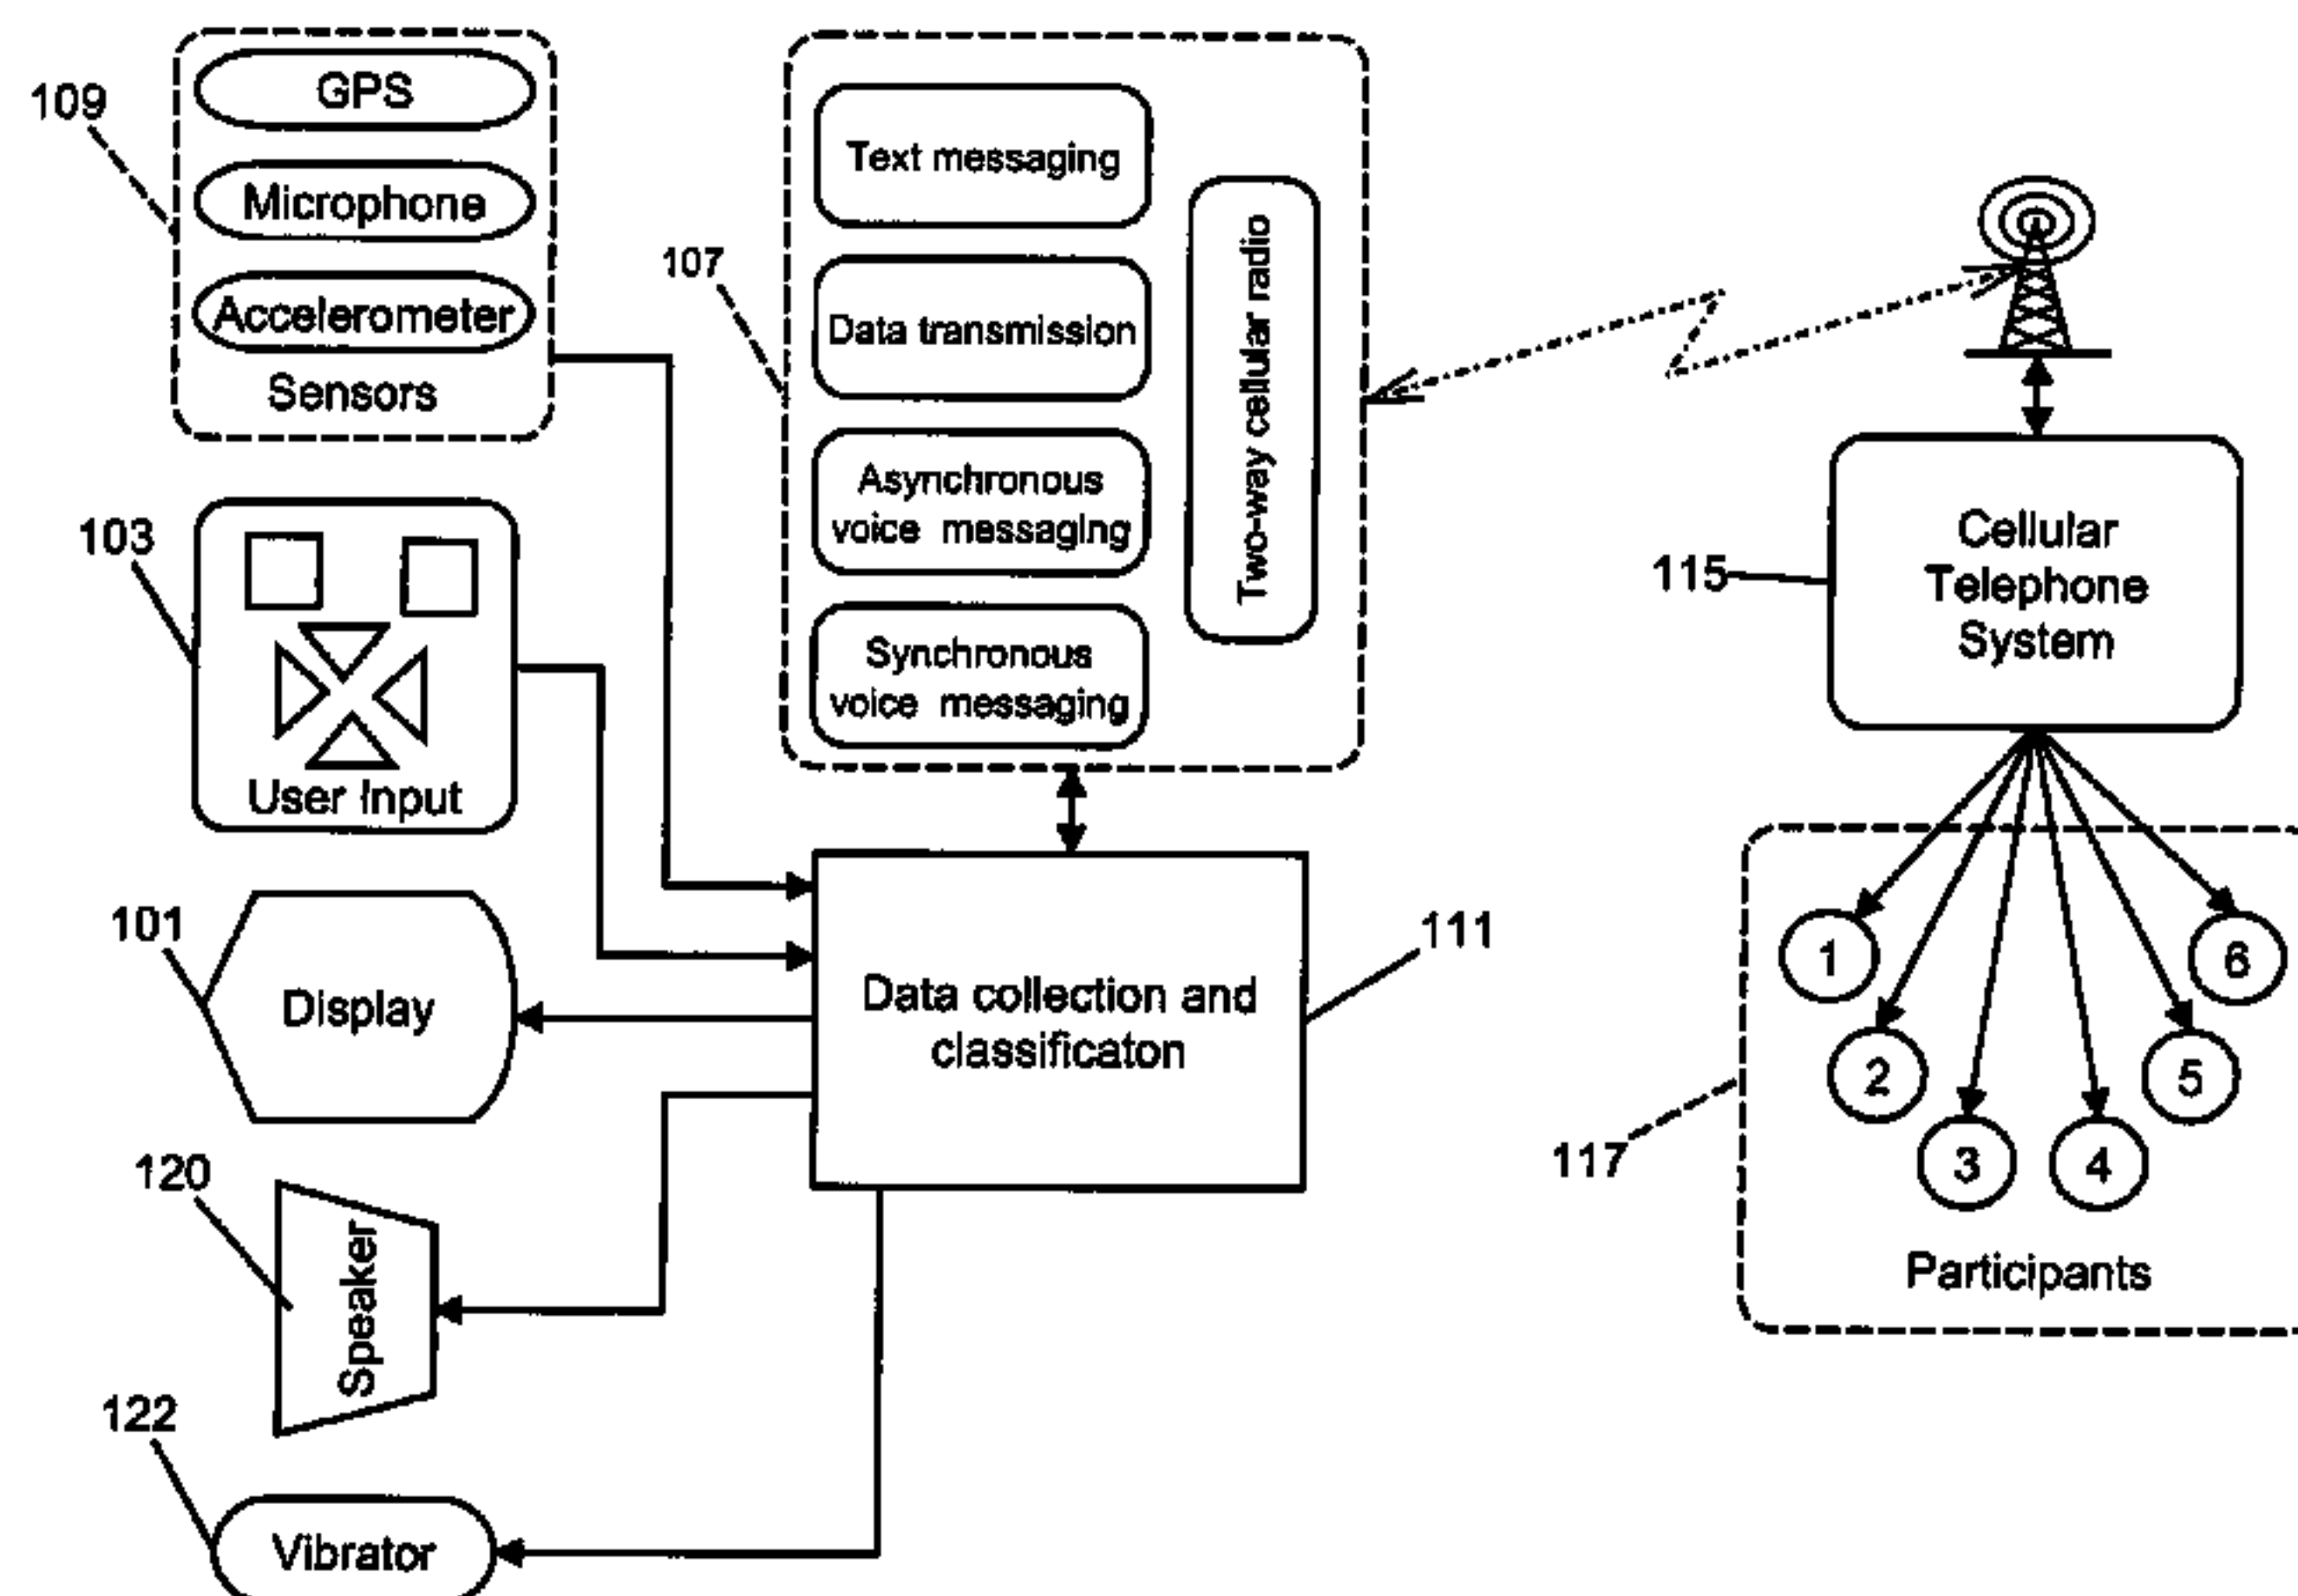 109
GPS
Microphone
Accelerometer
Sensors
103
User Input
101
Display
120
Speaker
122
Vibrator
107
Text messaging
Data transmission
Asynchronous
voice messaging
Synchronous
voice messaging
Two-way cellular radio
Data collection and
classificaton
111
115
Cellular
Telephone
System
117
1
2
3
4
5
6
Participants